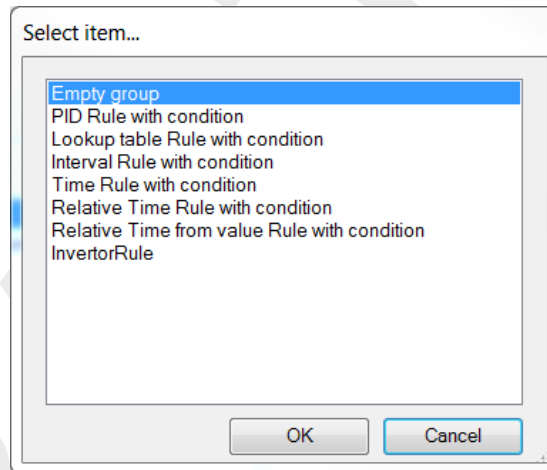 Select item...
Empty group
PID Rule with condition
Lookup table Rule with condition
Interval Rule with condition
Time Rule with condition
Relative Time Rule with condition
Relative Time from value Rule with condition
InvertorRule
OK
Cancel